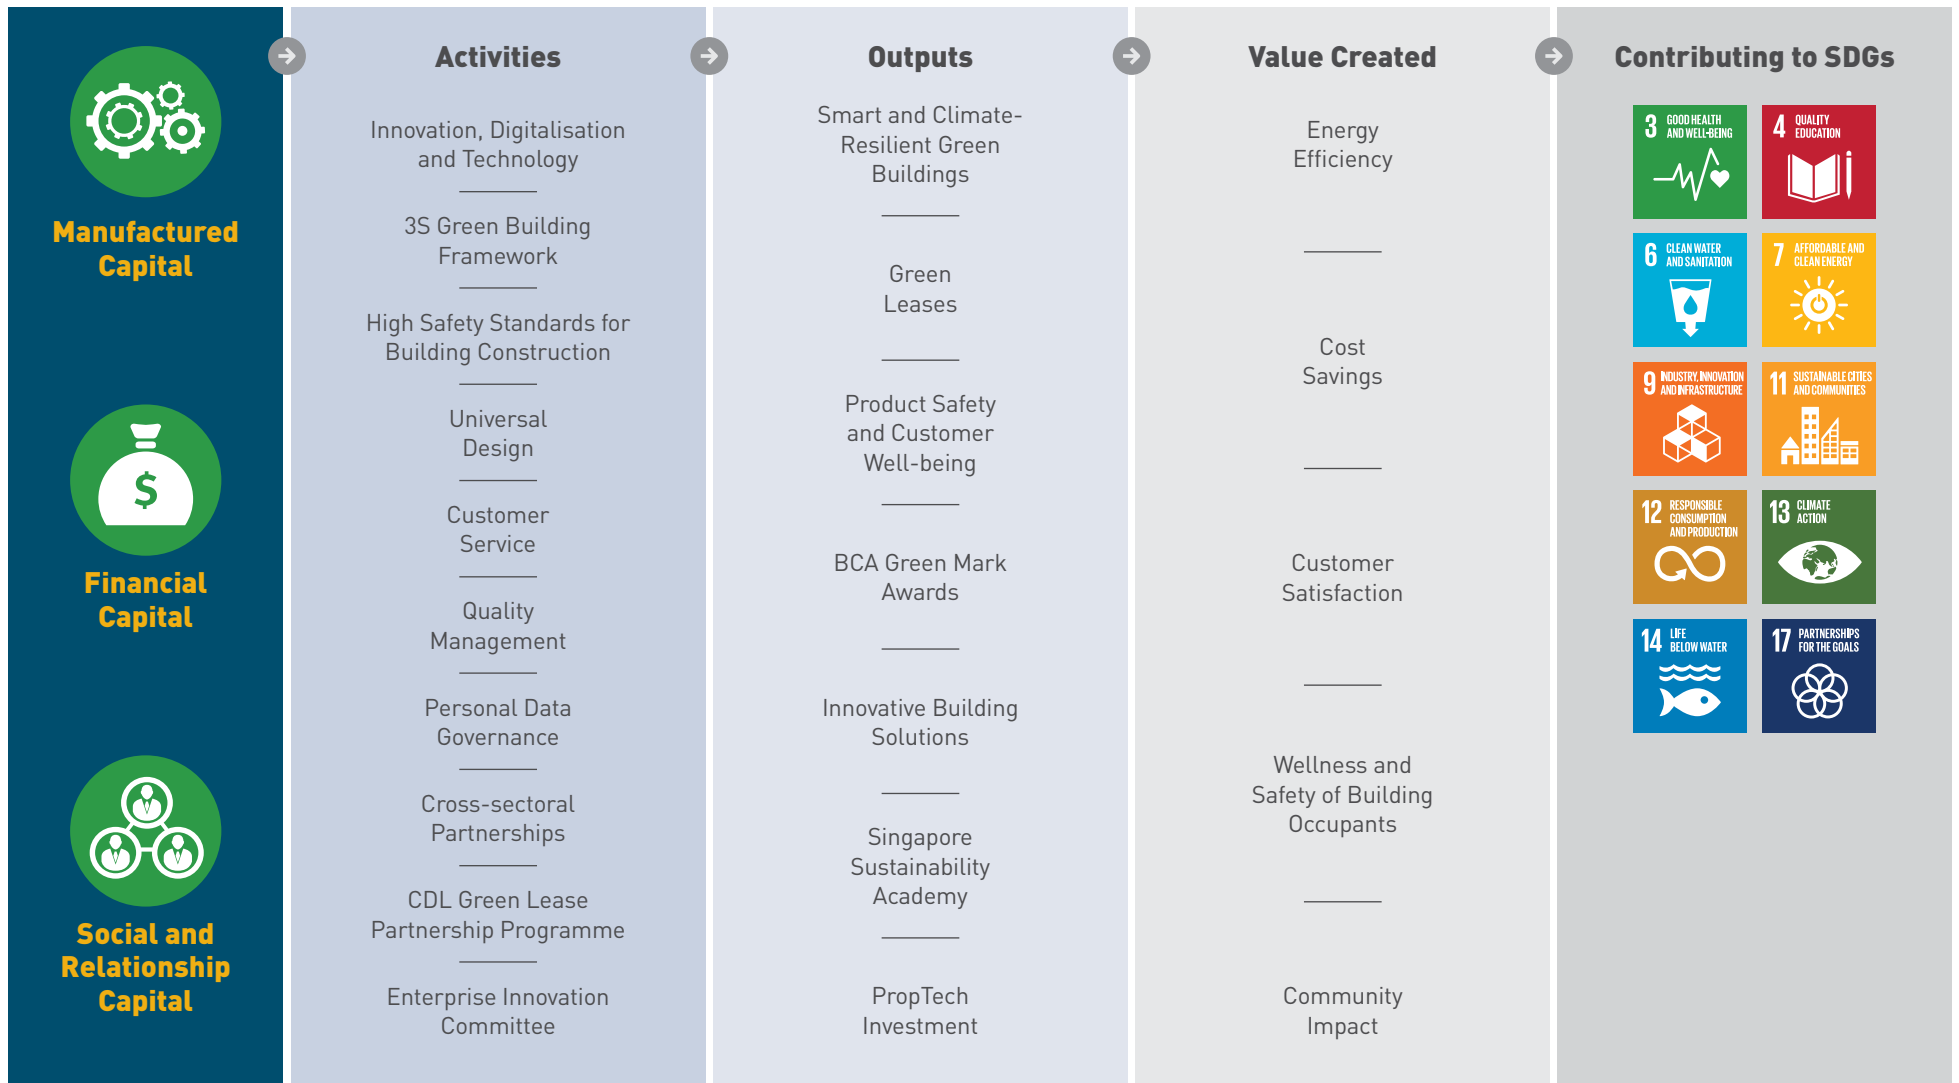 Manufactured
Capital
$
Financial
Capital
Social and
Relationship
Capital
Activities
Innovation, Digitalisation
and Technology
3S Green Building
Framework
High Safety Standards for
Building Construction
Universal
Design
Customer
Service
Quality
Management
Personal Data
Governance
Cross-sectoral
Partnerships
CDL Green Lease
Partnership Programme
Enterprise Innovation
Committee
Outputs
Smart and Climate-
Resilient Green
Buildings
Green
Leases
Product Safety
and Customer
Well-being
BCA Green Mark
Awards
Innovative Building
Solutions
Singapore
Sustainability
Academy
PropTech
Investment
Value Created
Energy
Efficiency
Cost
Savings
Customer
Satisfaction
Wellness and
Safety of Building
Occupants
Community
Impact
Contributing to SDGs
3 GOOD HEALTH
AND WELL-BEING
4 QUALITY
EDUCATION
6 CLEAN WATER
AND SANITATION
7 AFFORDABLE AND
CLEAN ENERGY
9 INDUSTRY, INNOVATION
AND INFRASTRUCTURE
11 SUSTAINABLE CITIES
AND COMMUNITIES
12 RESPONSIBLE
CONSUMPTION
AND PRODUCTION
13 CLIMATE
ACTION
14 LIFE
BELOW WATER
17 PARTNERSHIPS
FOR THE GOALS